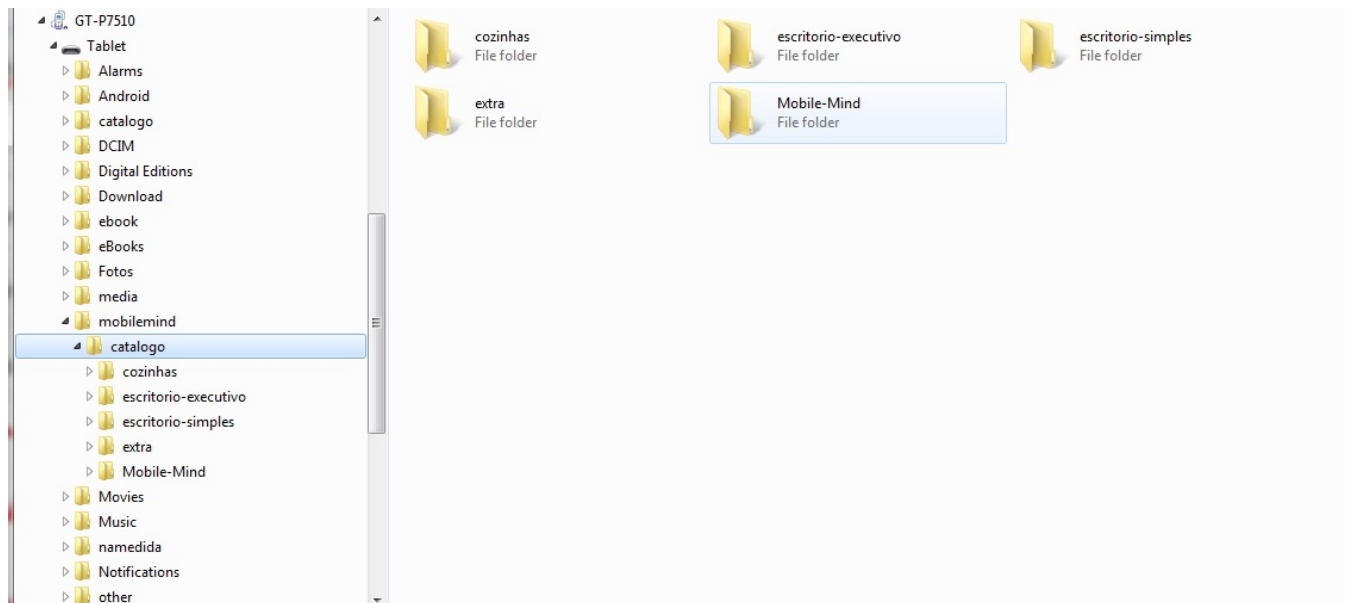 GT-P7510
Tablet
Alarms
Android
catalogo
DCIM
Digital Editions
Download
ebook
eBooks
Fotos
media
mobilemind
catalogo
cozinhas
escritorio-executivo
escritorio-simples
extra
Mobile-Mind
Movies
Music
namedida
Notifications
other
cozinhas
File folder
escritorio-executivo
File folder
escritorio-simples
File folder
extra
File folder
Mobile-Mind
File folder